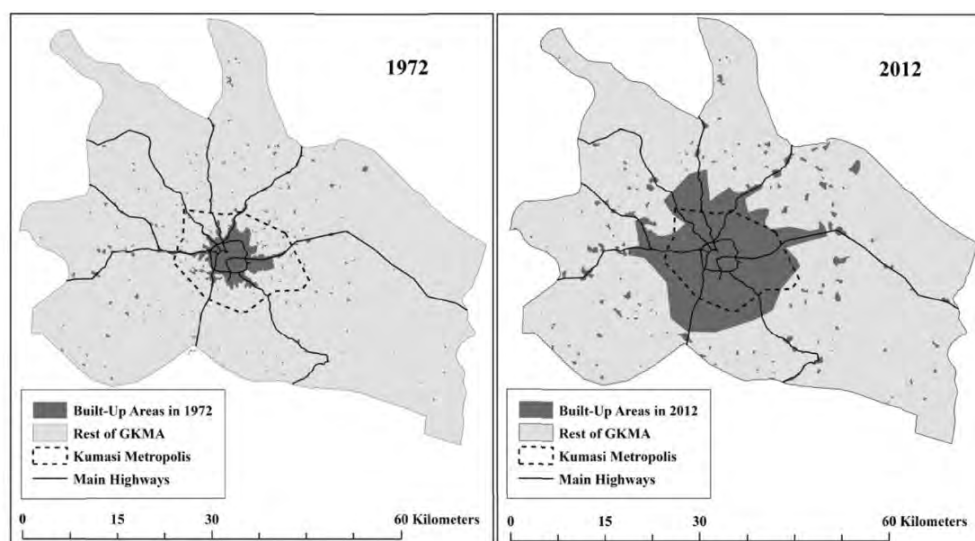 1972
Built-Up Areas in 1972
Rest of GKMA
Kumasi Metropolis
Main Highways
0 15 30 60 Kilometers
2012
Built-Up Areas in 2012
Rest of GKMA
Kumasi Metropolis
Main Highways
0 15 30 60 Kilometers